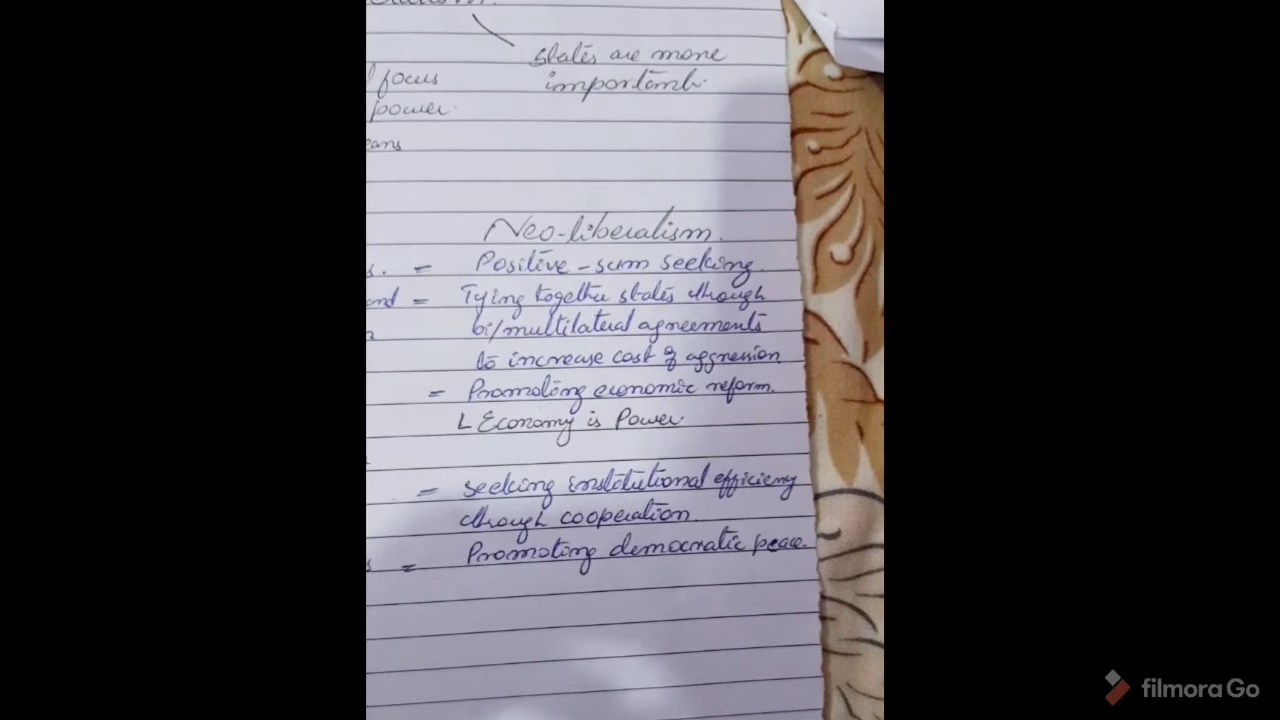 states are more
important.
focus
power.
Neo-liberalism.
= Positive-sum seeking.
= Tying together states through
bi/multilateral agreements
to increase cost of aggression
= Promoting economic reform.
L Economy is Power.
= seeking institutional efficiency
through cooperation.
= Promoting democratic peace.
filmora Go